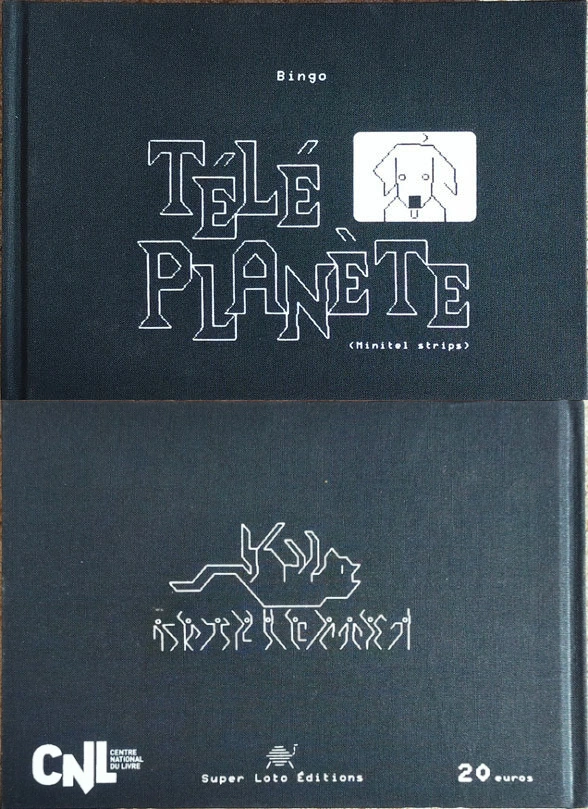 Bingo
TÉLÉ
PLANÈTE
(Minitel strips)
CNL CENTRE
NATIONAL
DU LIVRE
Super Loto Éditions
20 euros